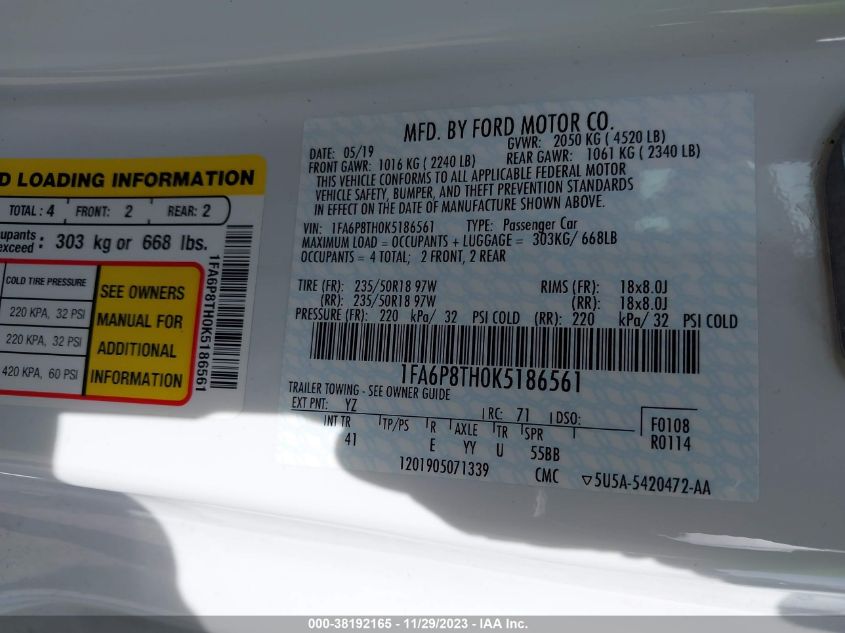 D LOADING INFORMATION
TOTAL: 4 FRONT: 2 REAR: 2
upants
exceed : 303 kg or 668 lbs.
COLD TIRE PRESSURE
220 KPA, 32 PSI
220 KPA, 32 PSI
420 KPA, 60 PSI
SEE OWNERS
MANUAL FOR
ADDITIONAL
INFORMATION
1FA6P8TH0K5186561
MFD. BY FORD MOTOR CO.
DATE: 05/19 GVWR: 2050 KG ( 4520 LB)
FRONT GAWR: 1016 KG ( 2240 LB) REAR GAWR: 1061 KG ( 2340 LB)
THIS VEHICLE CONFORMS TO ALL APPLICABLE FEDERAL MOTOR
VEHICLE SAFETY, BUMPER, AND THEFT PREVENTION STANDARDS
IN EFFECT ON THE DATE OF MANUFACTURE SHOWN ABOVE.
VIN: 1FA6P8TH0K5186561 TYPE: Passenger Car
MAXIMUM LOAD = OCCUPANTS + LUGGAGE = 303KG/ 668LB
OCCUPANTS = 4 TOTAL; 2 FRONT, 2 REAR
TIRE (FR): 235/50R18 97W RIMS (FR): 18x8.0J
(RR): 235/50R18 97W (RR): 18x8.0J
PRESSURE (FR): 220 kPa/ 32 PSI COLD (RR): 220 kPa/ 32 PSI COLD
1FA6P8TH0K5186561
TRAILER TOWING - SEE OWNER GUIDE
EXT PNT: YZ RC: 71 DSO: F0108
R0114
INT TR TP/PS R AXLE TR SPR
41 E YY U 55BB
1201905071339 CMC ▽5U5A-5420472-AA
000-38192165 - 11/29/2023 - IAA Inc.